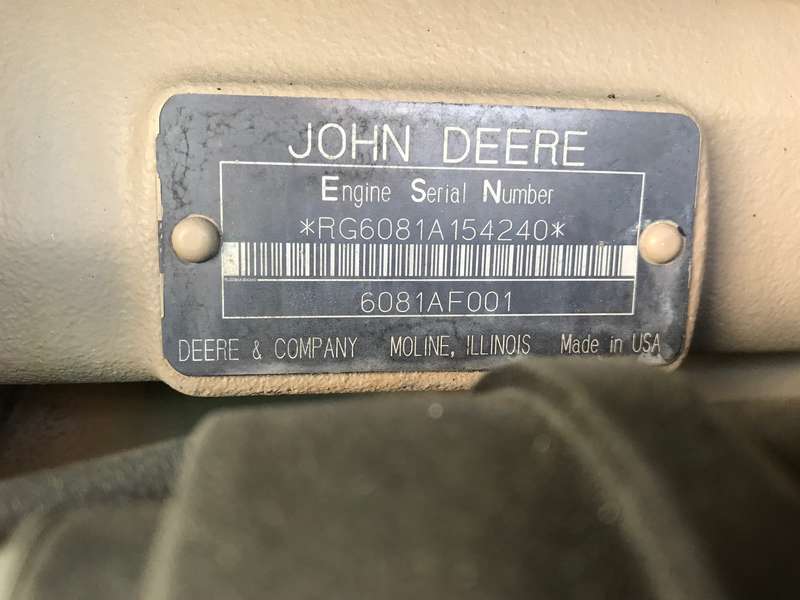 JOHN DEERE
Engine Serial Number
*RG6081A154240*
6081AF001
DEERE & COMPANY MOLINE, ILLINOIS Made in USA